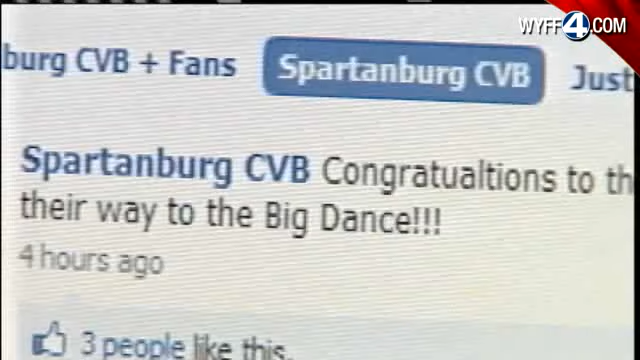 WYFF4.COM
burg CVB + Fans Spartanburg CVB Just
Spartanburg CVB Congratualtions to th
their way to the Big Dance!!!
4 hours ago
3 people like this.